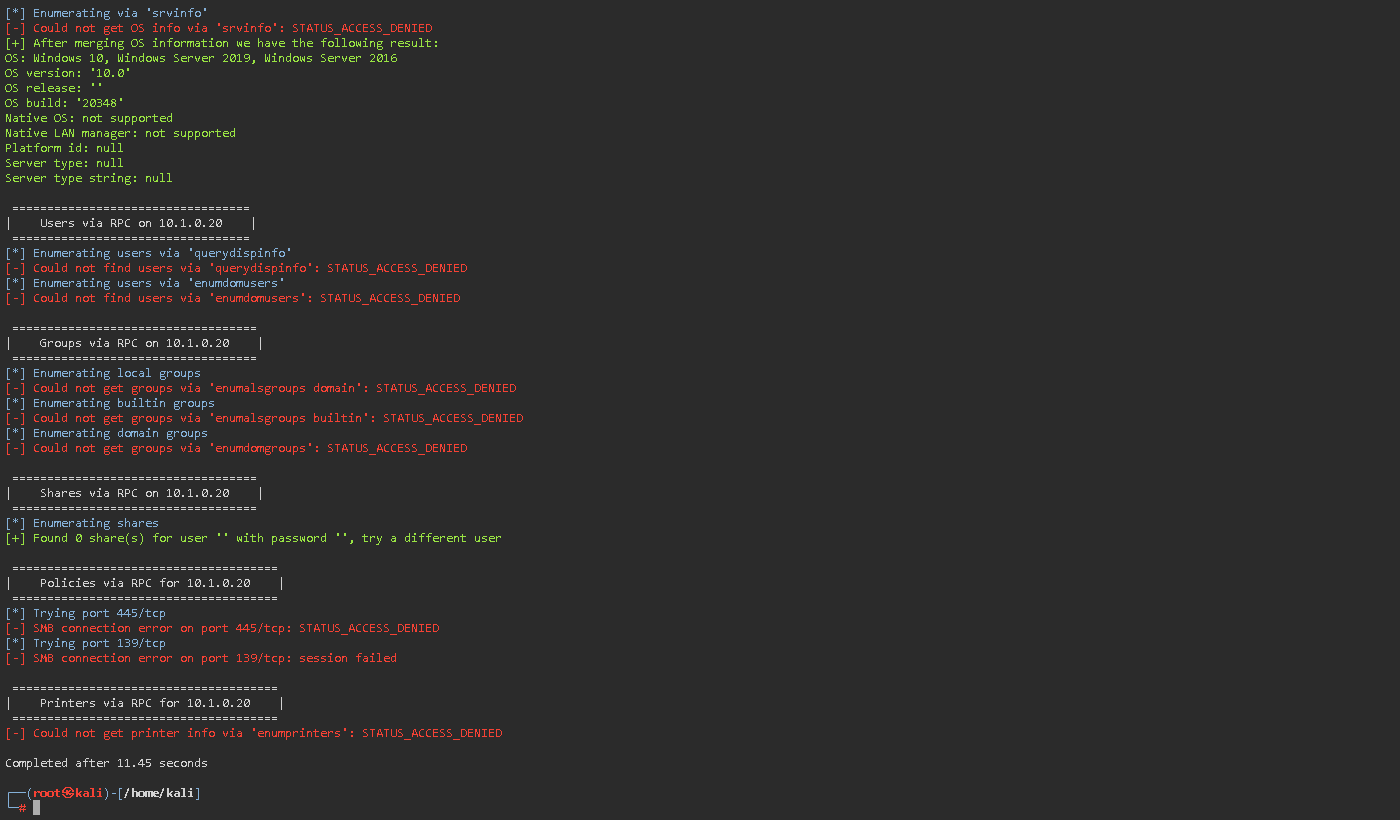 [*] Enumerating via 'srvinfo'
[-] Could not get OS info via 'srvinfo': STATUS_ACCESS_DENIED
[+] After merging OS information we have the following result:
OS: Windows 10, Windows Server 2019, Windows Server 2016
OS version: '10.0'
OS release: ''
OS build: '20348'
Native OS: not supported
Native LAN manager: not supported
Platform id: null
Server type: null
Server type string: null
==================================
|    Users via RPC on 10.1.0.20    |
==================================
[*] Enumerating users via 'querydispinfo'
[-] Could not find users via 'querydispinfo': STATUS_ACCESS_DENIED
[*] Enumerating users via 'enumdomusers'
[-] Could not find users via 'enumdomusers': STATUS_ACCESS_DENIED
===================================
|    Groups via RPC on 10.1.0.20    |
===================================
[*] Enumerating local groups
[-] Could not get groups via 'enumalsgroups domain': STATUS_ACCESS_DENIED
[*] Enumerating builtin groups
[-] Could not get groups via 'enumalsgroups builtin': STATUS_ACCESS_DENIED
[*] Enumerating domain groups
[-] Could not get groups via 'enumdomgroups': STATUS_ACCESS_DENIED
===================================
|    Shares via RPC on 10.1.0.20    |
===================================
[*] Enumerating shares
[+] Found 0 share(s) for user '' with password '', try a different user
======================================
|    Policies via RPC for 10.1.0.20    |
======================================
[*] Trying port 445/tcp
[-] SMB connection error on port 445/tcp: STATUS_ACCESS_DENIED
[*] Trying port 139/tcp
[-] SMB connection error on port 139/tcp: session failed
======================================
|    Printers via RPC for 10.1.0.20    |
======================================
[-] Could not get printer info via 'enumprinters': STATUS_ACCESS_DENIED
Completed after 11.45 seconds
┌──(root㉿kali)-[/home/kali]
└─#